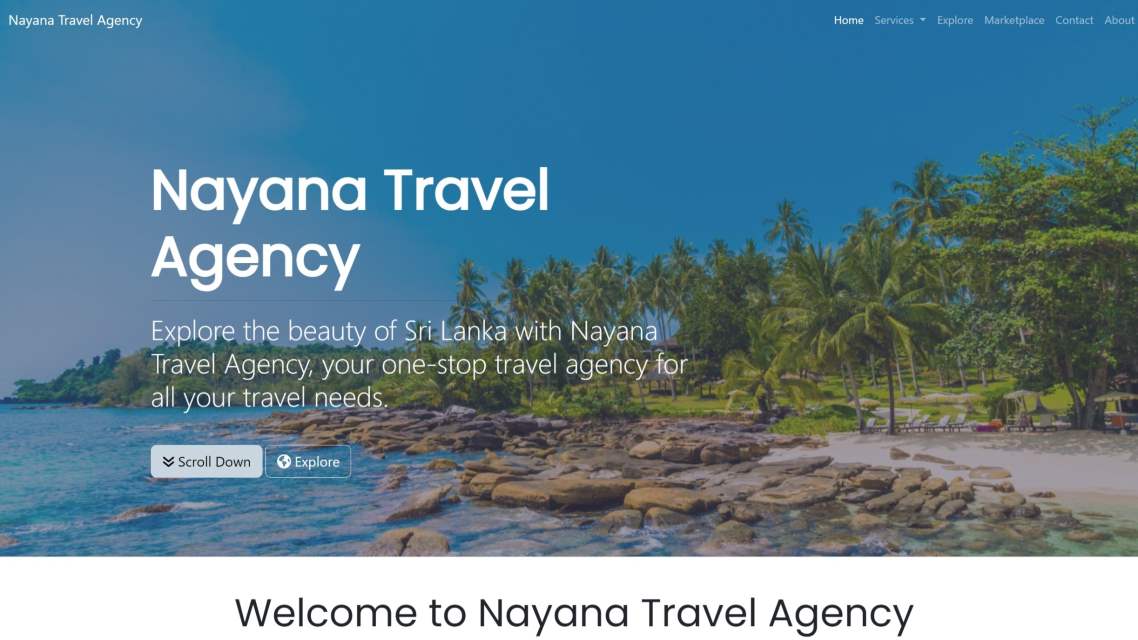 Nayana Travel Agency
Home Services Explore Marketplace Contact About
Nayana Travel
Agency
Explore the beauty of Sri Lanka with Nayana
Travel Agency, your one-stop travel agency for
all your travel needs.
Scroll Down Explore
Welcome to Nayana Travel Agency